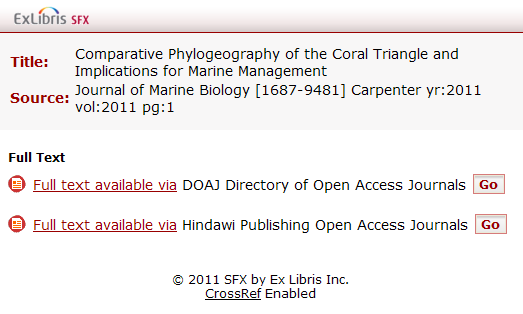 ExLibris SFX
Title: Comparative Phylogeography of the Coral Triangle and
Implications for Marine Management
Source: Journal of Marine Biology [1687-9481] Carpenter yr:2011
vol:2011 pg:1
Full Text
Full text available via DOAJ Directory of Open Access Journals Go
Full text available via Hindawi Publishing Open Access Journals Go
© 2011 SFX by Ex Libris Inc.
CrossRef Enabled